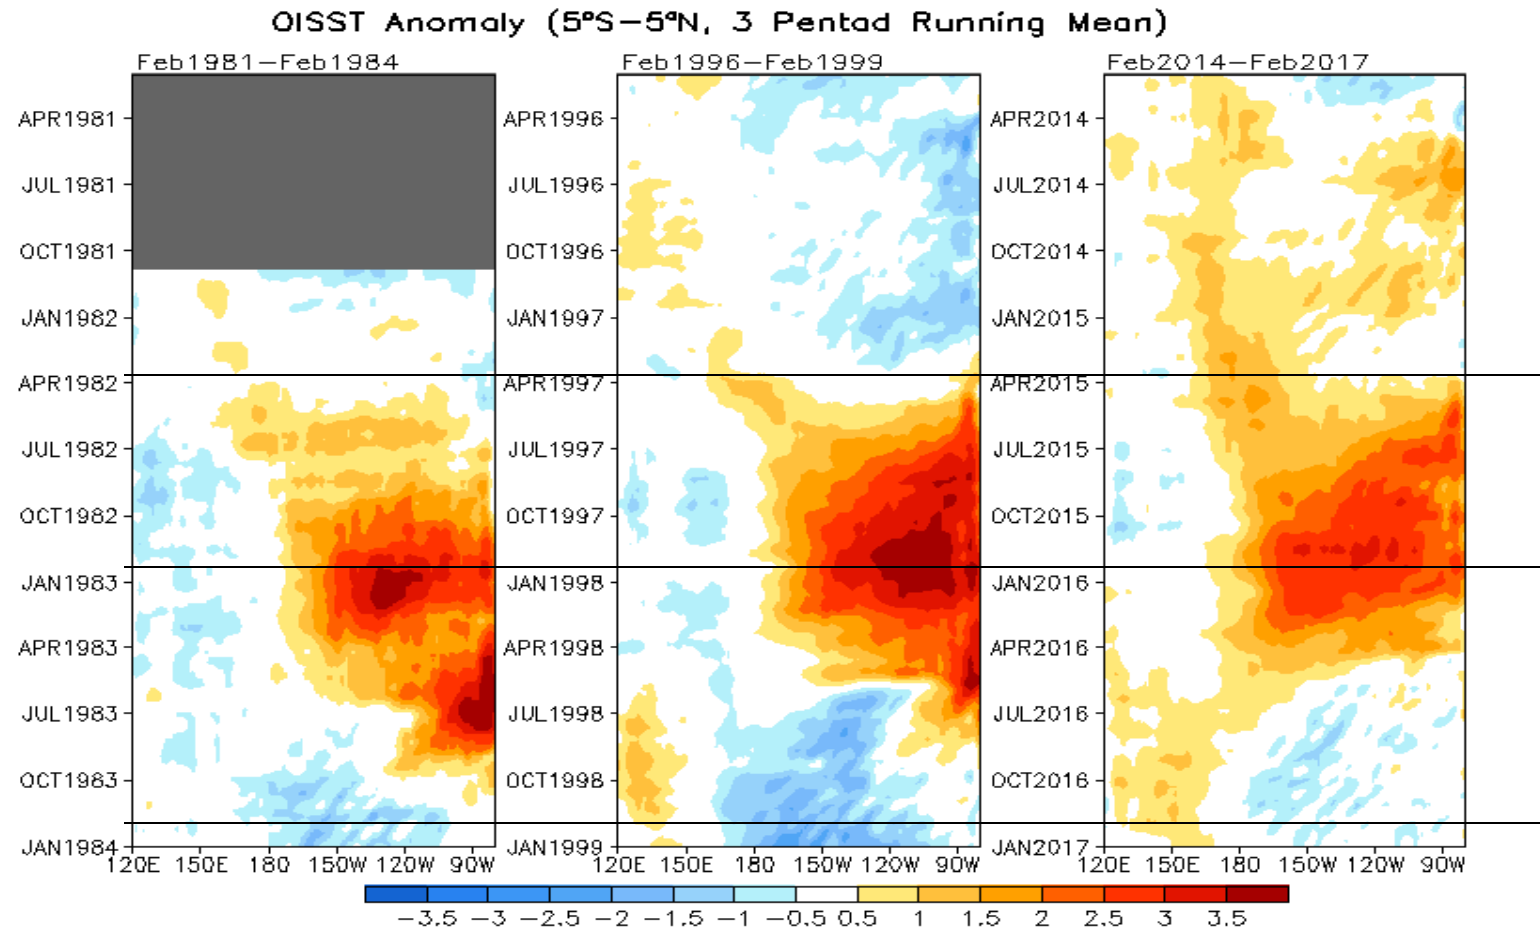 OISST Anomaly (5°S–5°N, 3 Pentad Running Mean)
Feb1981–Feb1984
Feb1996–Feb1999
Feb2014–Feb2017
APR1981
JUL1981
OCT1981
JAN1982
APR1982
JUL1982
OCT1982
JAN1983
APR1983
JUL1983
OCT1983
JAN1984
APR1996
JUL1996
OCT1996
JAN1997
APR1997
JUL1997
OCT1997
JAN1998
APR1998
JUL1998
OCT1998
JAN1999
APR2014
JUL2014
OCT2014
JAN2015
APR2015
JUL2015
OCT2015
JAN2016
APR2016
JUL2016
OCT2016
JAN2017
120E 150E 180 150W 120W 90W
120E 150E 180 150W 120W 90W
120E 150E 180 150W 120W 90W
−3.5 −3 −2.5 −2 −1.5 −1 −0.5 0.5 1 1.5 2 2.5 3 3.5